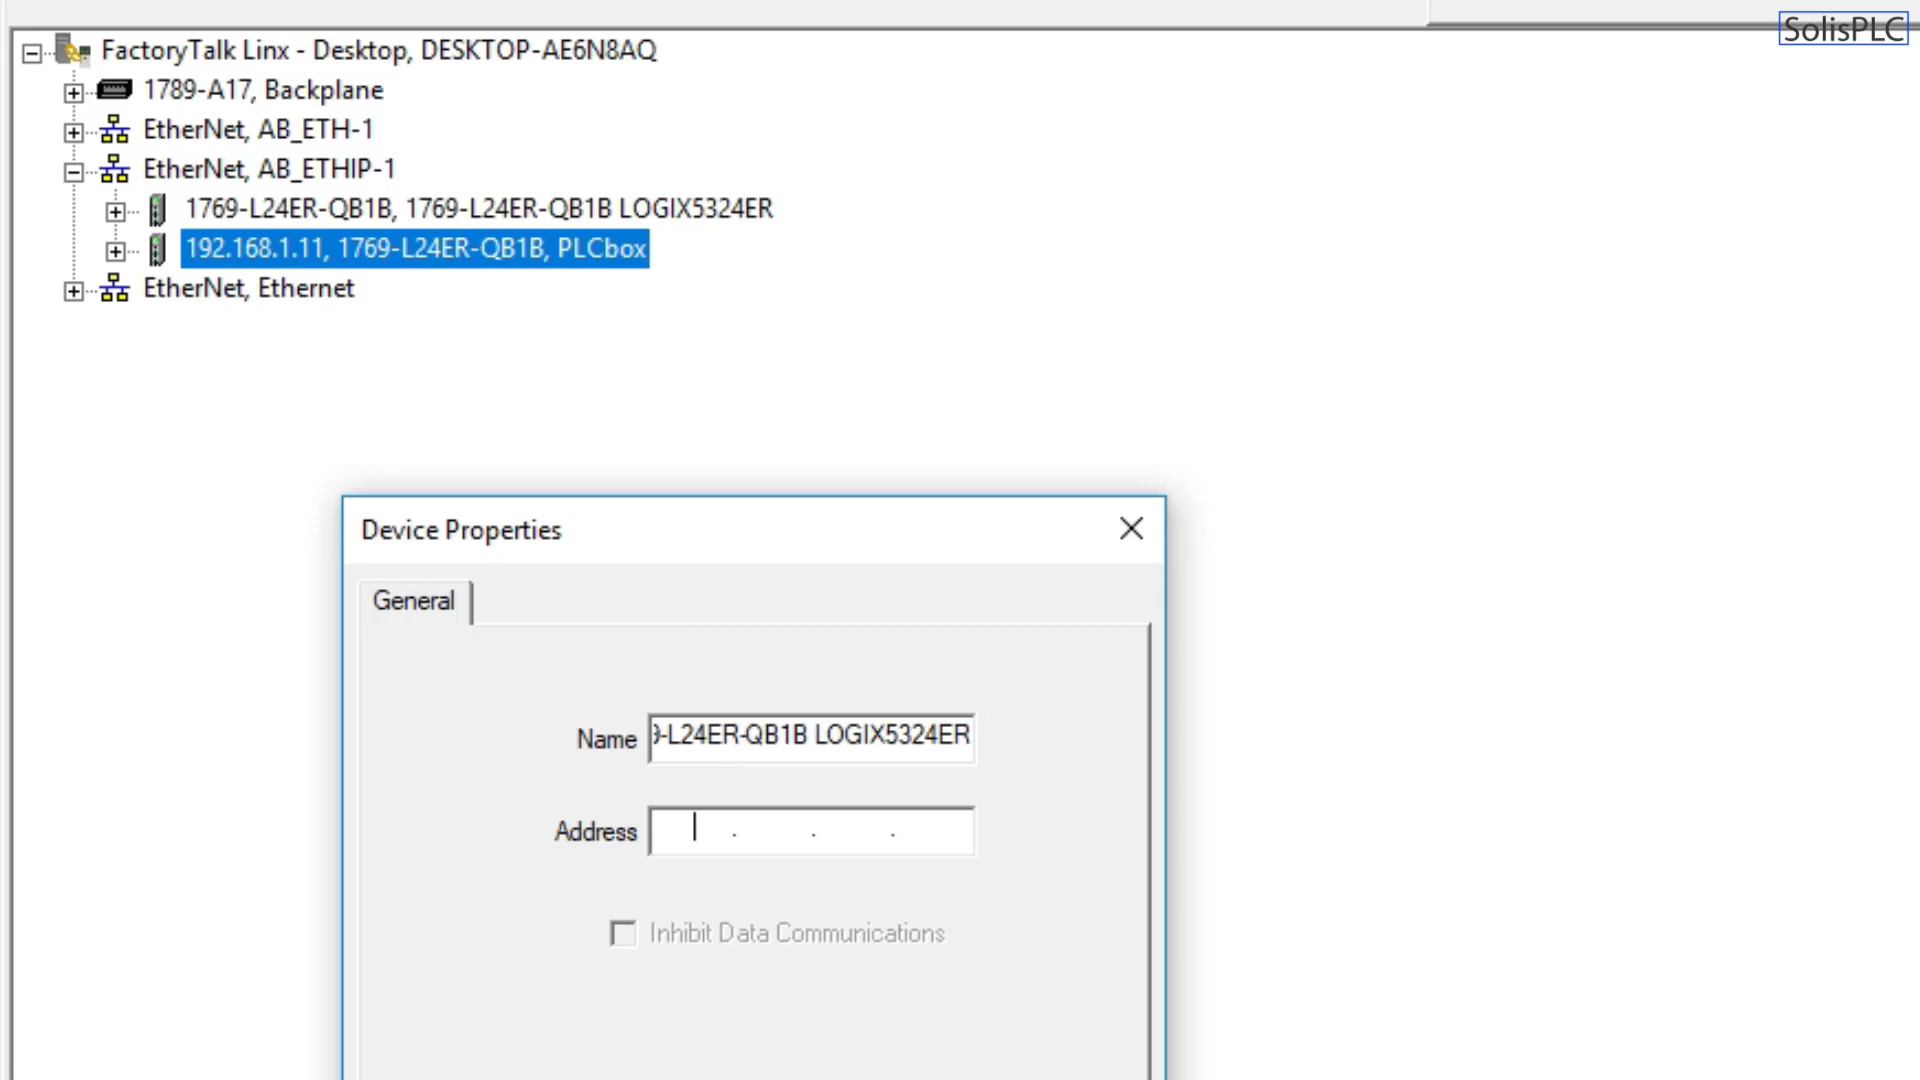 SolisPLC
FactoryTalk Linx - Desktop, DESKTOP-AE6N8AQ
1789-A17, Backplane
EtherNet, AB_ETH-1
EtherNet, AB_ETHIP-1
1769-L24ER-QB1B, 1769-L24ER-QB1B LOGIX5324ER
192.168.1.11, 1769-L24ER-QB1B, PLCbox
EtherNet, Ethernet
Device Properties
General
Name 9-L24ER-QB1B LOGIX5324ER
Address . . .
Inhibit Data Communications